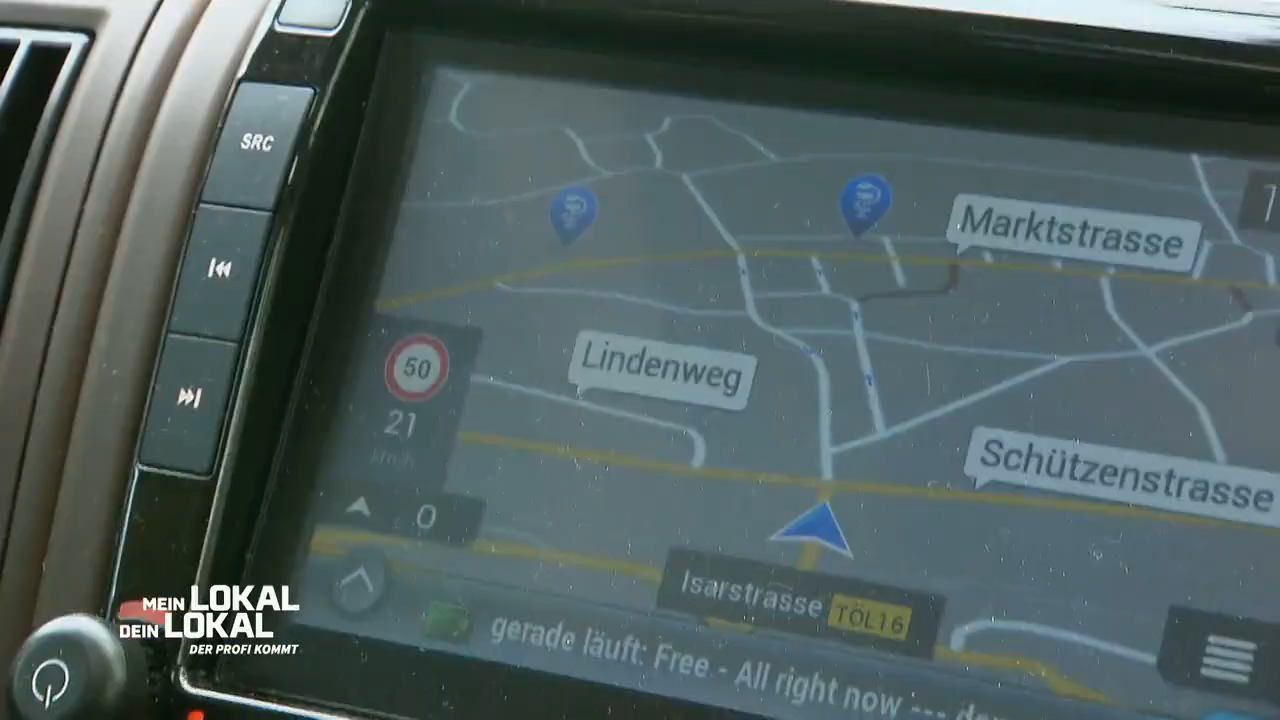 SRC
1
Marktstrasse
Lindenweg
50
21
km/h
Schützenstrasse
0
Isarstrasse TÖL16
gerade läuft: Free - All right now ---
MEIN LOKAL
DEIN LOKAL
DER PROFI KOMMT